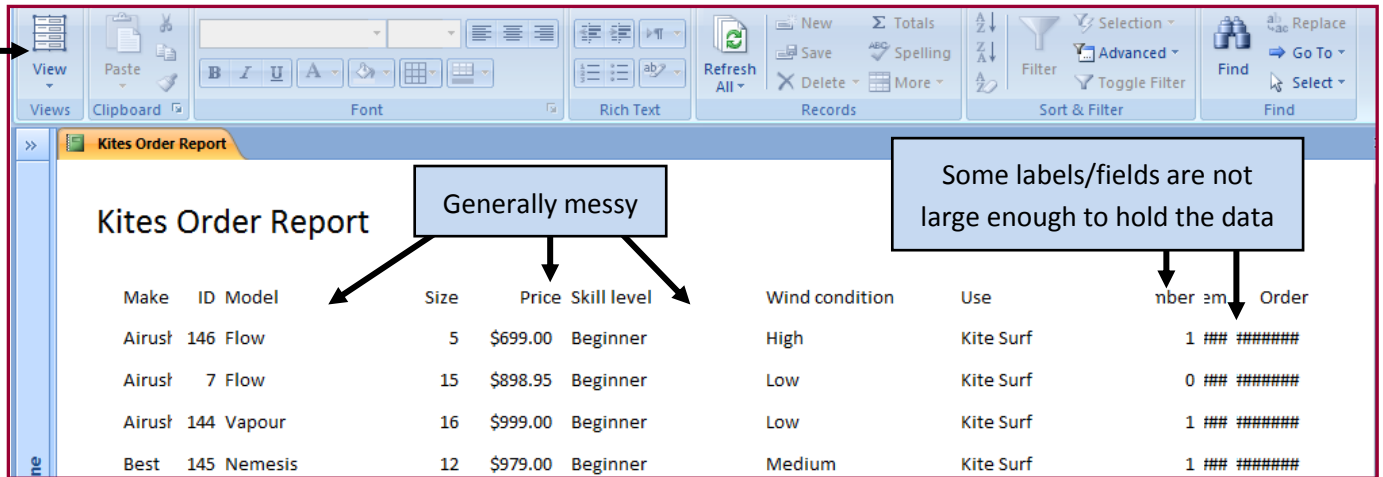 New Σ Totals Selection Replace
Save Spelling Advanced Go To
View Paste B I U A Refresh All Delete More Filter Toggle Filter Find Select
Views Clipboard Font Rich Text Records Sort & Filter Find
Kites Order Report
Generally messy
Some labels/fields are not
large enough to hold the data
Kites Order Report
Make ID Model Size Price Skill level Wind condition Use Order
146 Flow 5 $699.00 Beginner High Kite Surf 1 ### #######
7 Flow 15 $898.95 Beginner Low Kite Surf 0 ### #######
144 Vapour 16 $999.00 Beginner Low Kite Surf 1 ### #######
Best 145 Nemesis 12 $979.00 Beginner Medium Kite Surf 1 ### #######